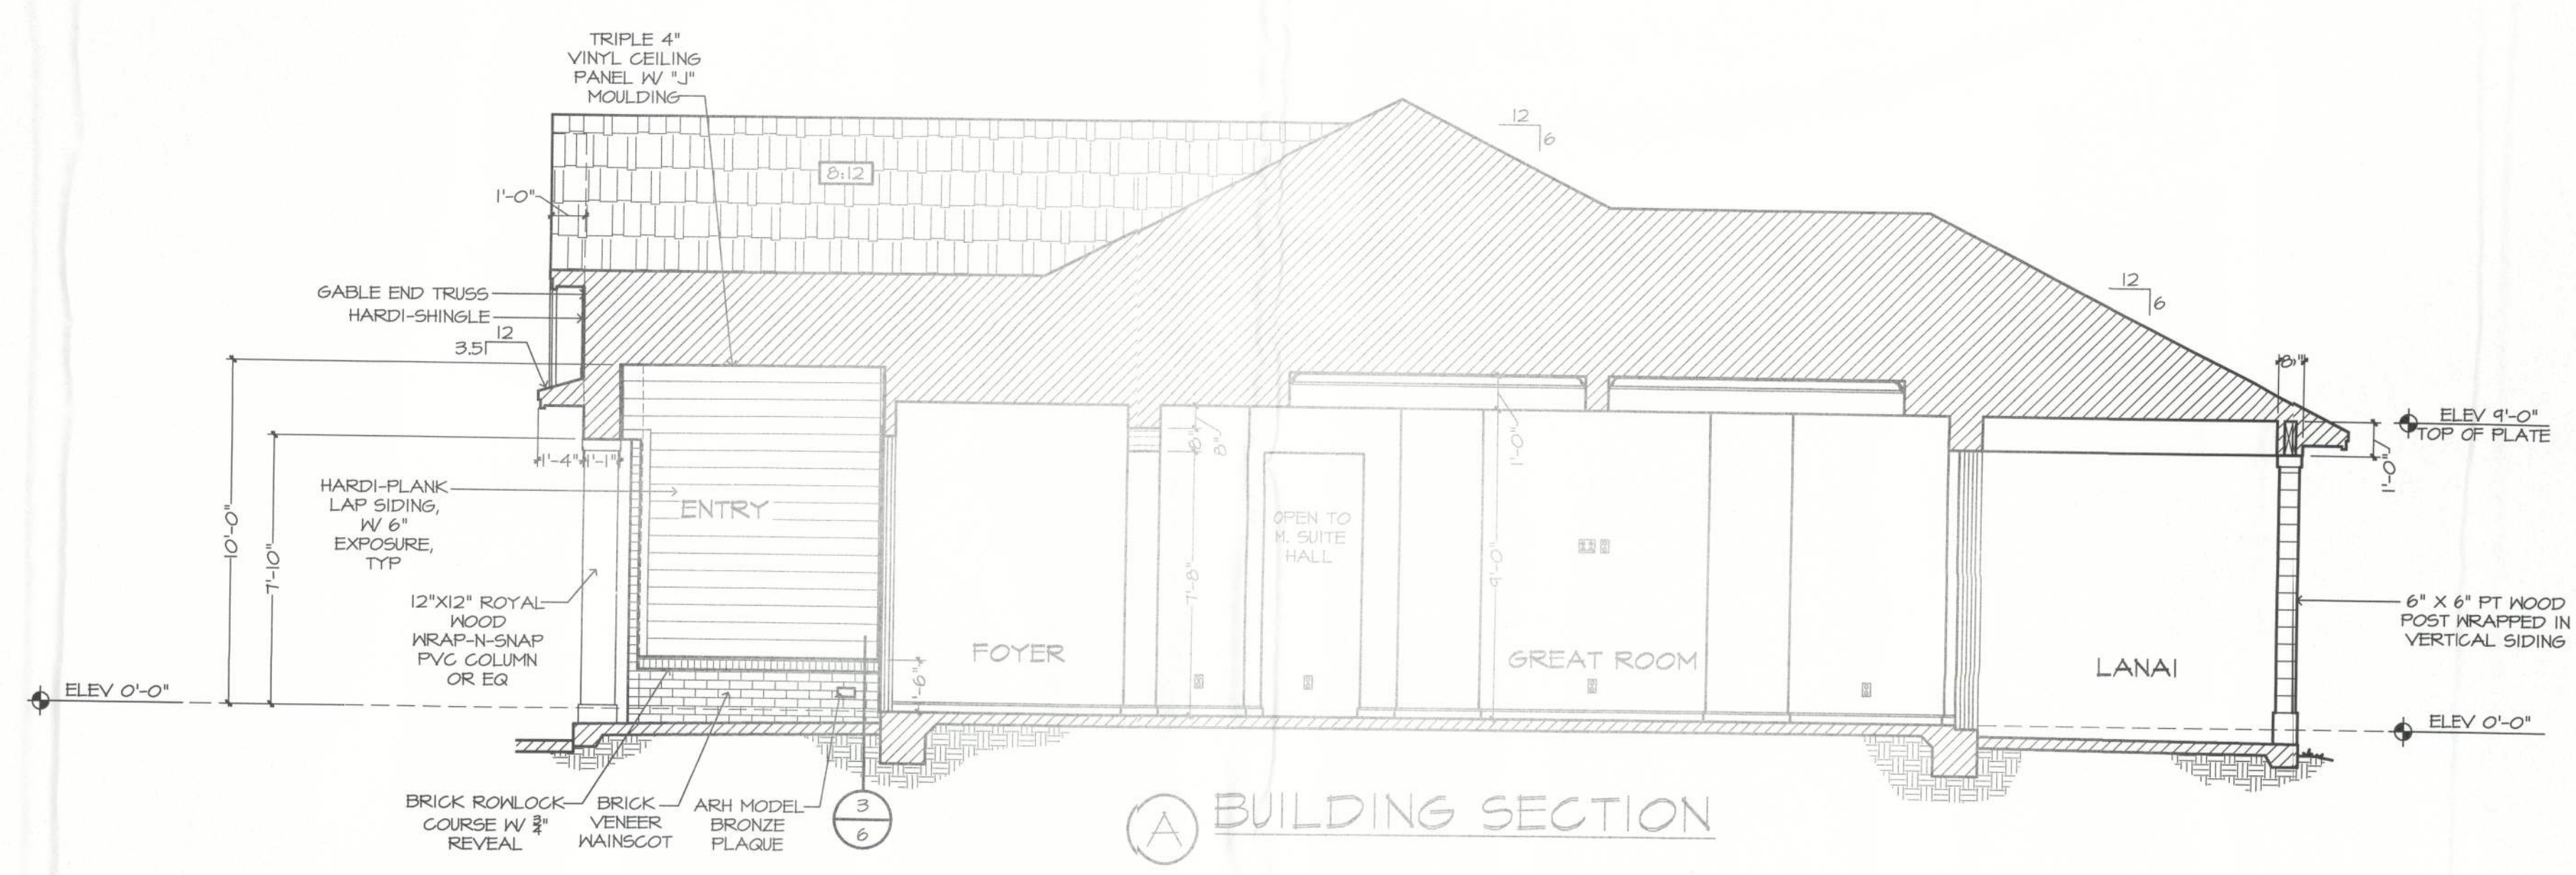 TRIPLE 4"
VINYL CEILING
PANEL W/ "J"
MOULDING
12
6
8:12
1'-0"
GABLE END TRUSS
HARDI-SHINGLE
12
3.5
12
6
8"
ELEV 9'-0"
TOP OF PLATE
1'-0"
1'-4"
1'-1"
8"
8"
1'-0"
HARDI-PLANK
LAP SIDING,
W/ 6"
EXPOSURE,
TYP
ENTRY
10'-0"
7'-10"
OPEN TO
M. SUITE
HALL
7'-8"
9'-0"
12"X12" ROYAL
WOOD
WRAP-N-SNAP
PVC COLUMN
OR EQ
FOYER
GREAT ROOM
LANAI
6" X 6" PT WOOD
POST WRAPPED IN
VERTICAL SIDING
ELEV 0'-0"
ELEV 0'-0"
BRICK ROWLOCK
COURSE W/ 3/4"
REVEAL
BRICK
VENEER
WAINSCOT
ARH MODEL
BRONZE
PLAQUE
3
6
A
BUILDING SECTION